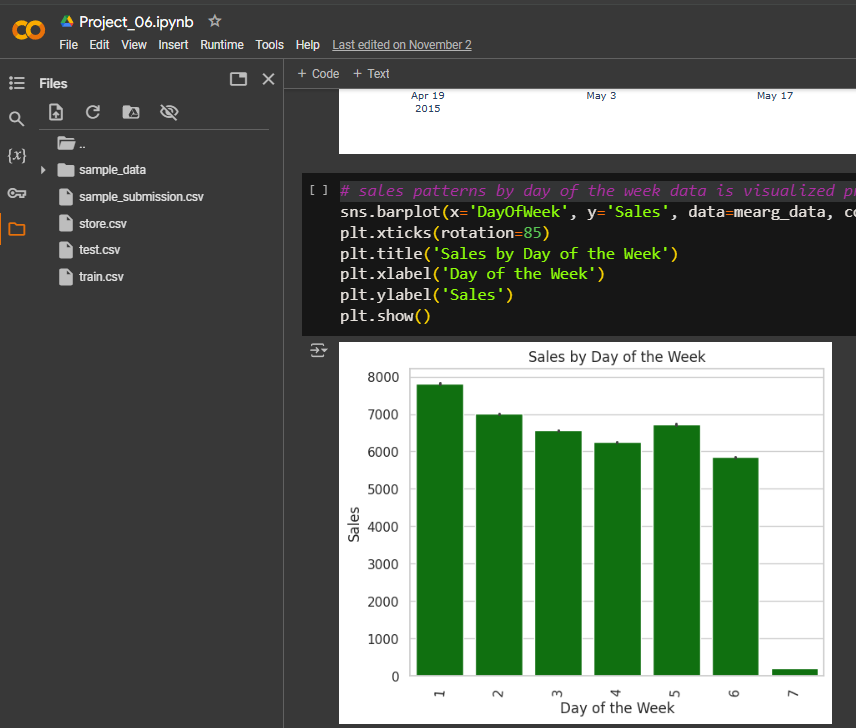 Project_06.ipynb
File Edit View Insert Runtime Tools Help Last edited on November 2
Files
+ Code + Text
..
sample_data
sample_submission.csv
store.csv
test.csv
train.csv
{x}
Apr 19
2015
May 3
May 17
[ ] # sales patterns by day of the week data is visualized
sns.barplot(x='DayOfWeek', y='Sales', data=mearg_data,
plt.xticks(rotation=85)
plt.title('Sales by Day of the Week')
plt.xlabel('Day of the Week')
plt.ylabel('Sales')
plt.show()
Sales by Day of the Week
8000
7000
6000
5000
4000
3000
2000
1000
0
Sales
1 2 3 4 5 6 7
Day of the Week